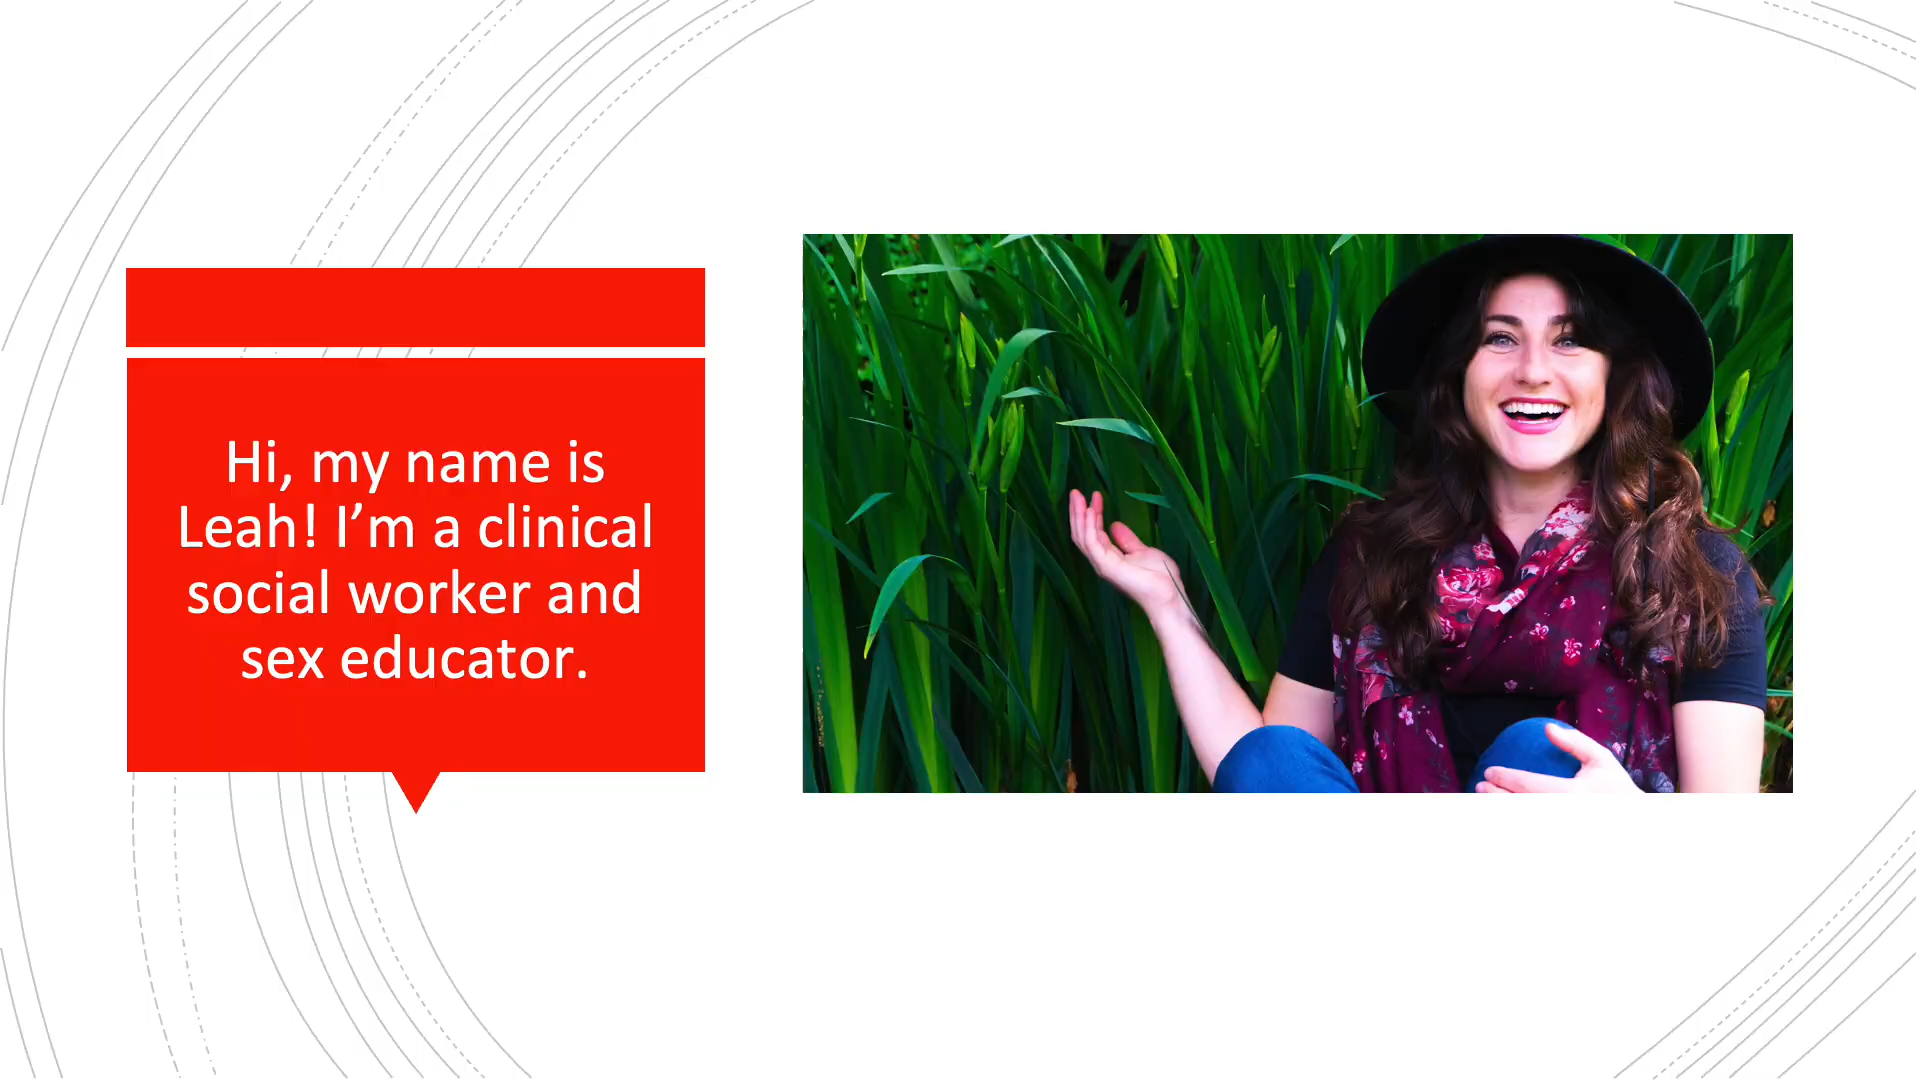 Hi, my name is
Leah! I’m a clinical
social worker and
sex educator.